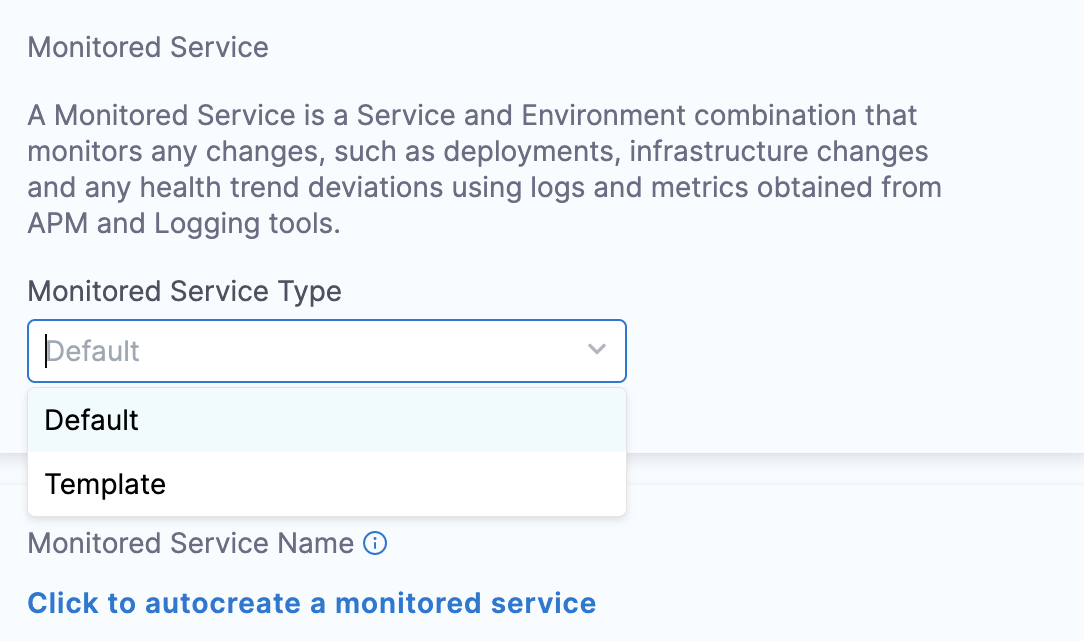 Monitored Service
A Monitored Service is a Service and Environment combination that
monitors any changes, such as deployments, infrastructure changes
and any health trend deviations using logs and metrics obtained from
APM and Logging tools.
Monitored Service Type
Default
Default
Template
Monitored Service Name
Click to autocreate a monitored service